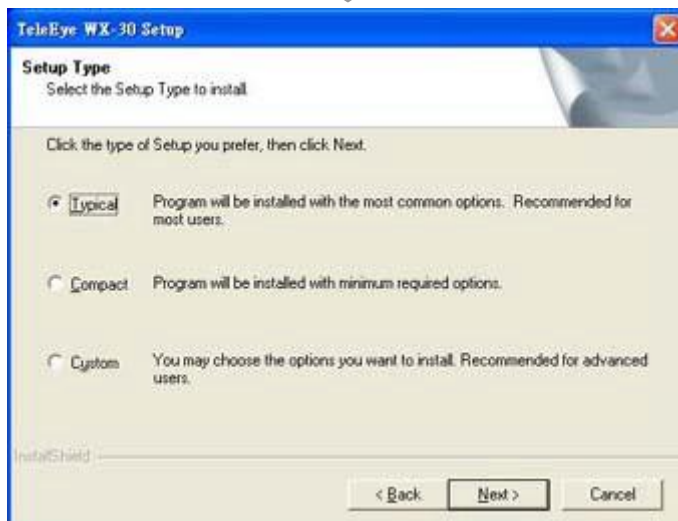 TeleEye WX-30 Setup
Setup Type
Select the Setup Type to install
Click the type of Setup you prefer, then click Next.
Typical
Program will be installed with the most common options. Recommended for
most users.
Compact
Program will be installed with minimum required options.
Custom
You may choose the options you want to install. Recommended for advanced
users.
InstallShield
< Back
Next >
Cancel